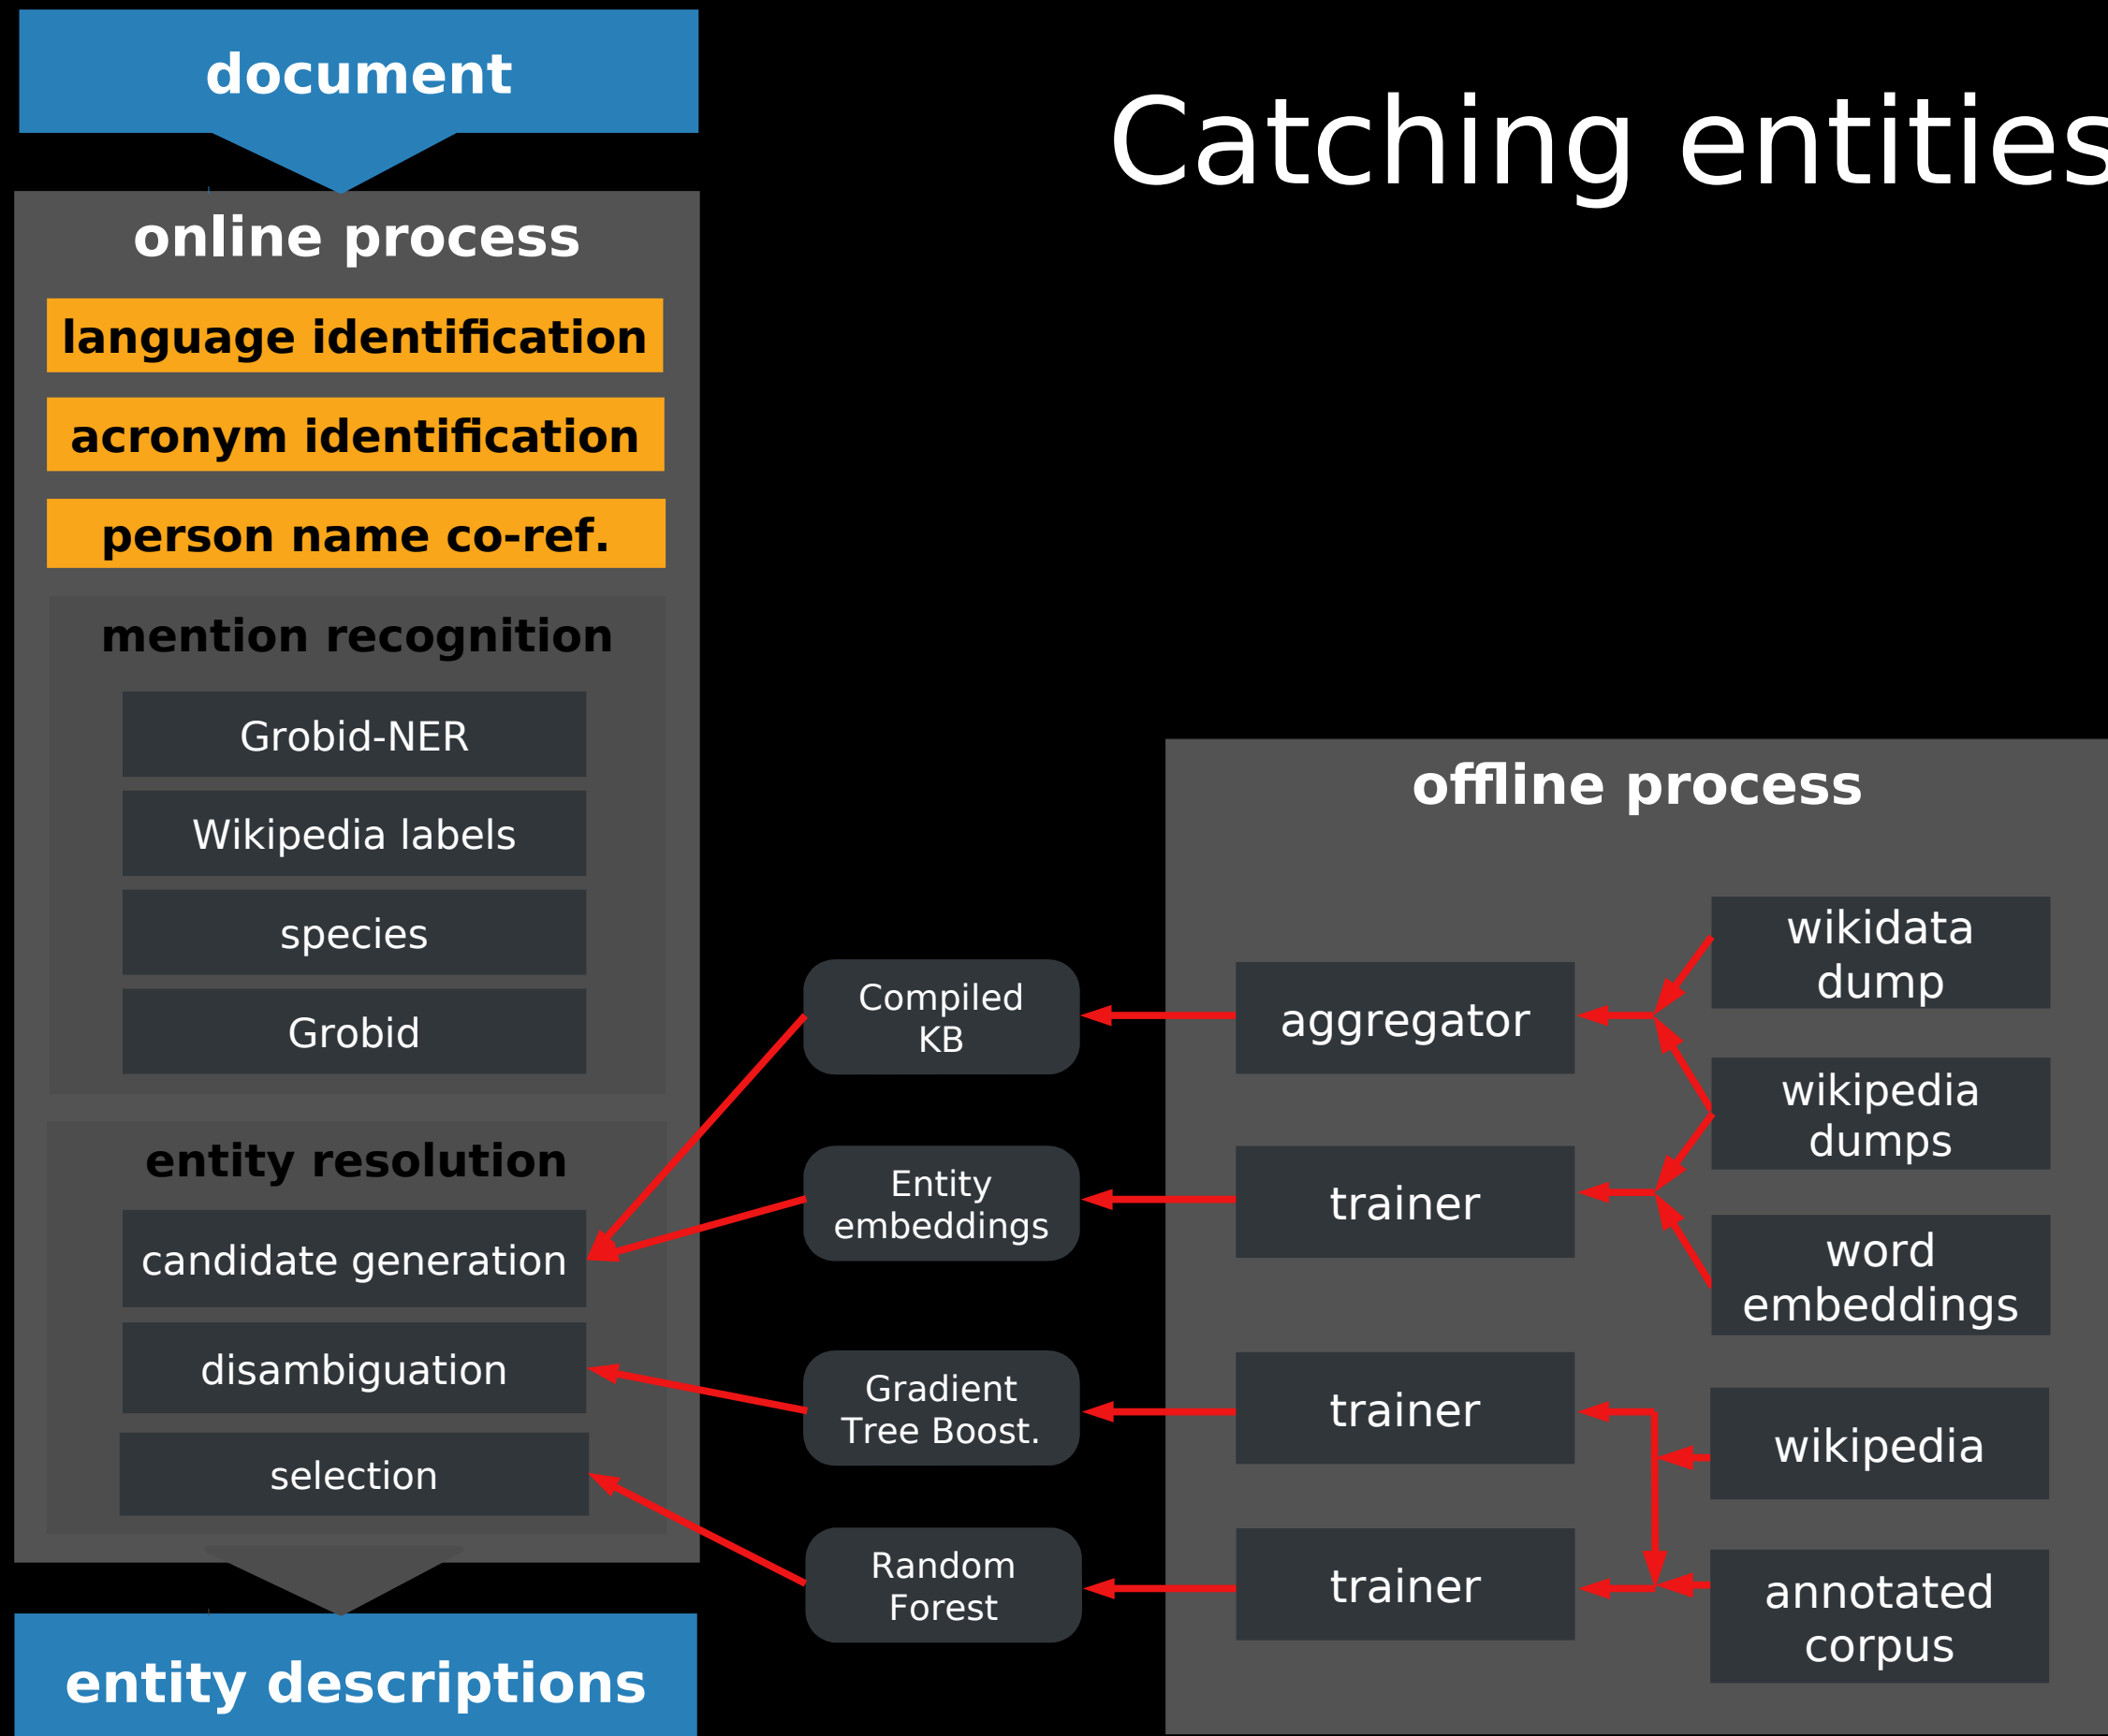 document
Catching entities
online process
language identification
acronym identification
person name co-ref.
mention recognition
Grobid-NER
Wikipedia labels
species
Grobid
entity resolution
candidate generation
disambiguation
selection
entity descriptions
Compiled
KB
Entity
embeddings
Gradient
Tree Boost.
Random
Forest
offline process
aggregator
trainer
trainer
trainer
wikidata
dump
wikipedia
dumps
word
embeddings
wikipedia
annotated
corpus